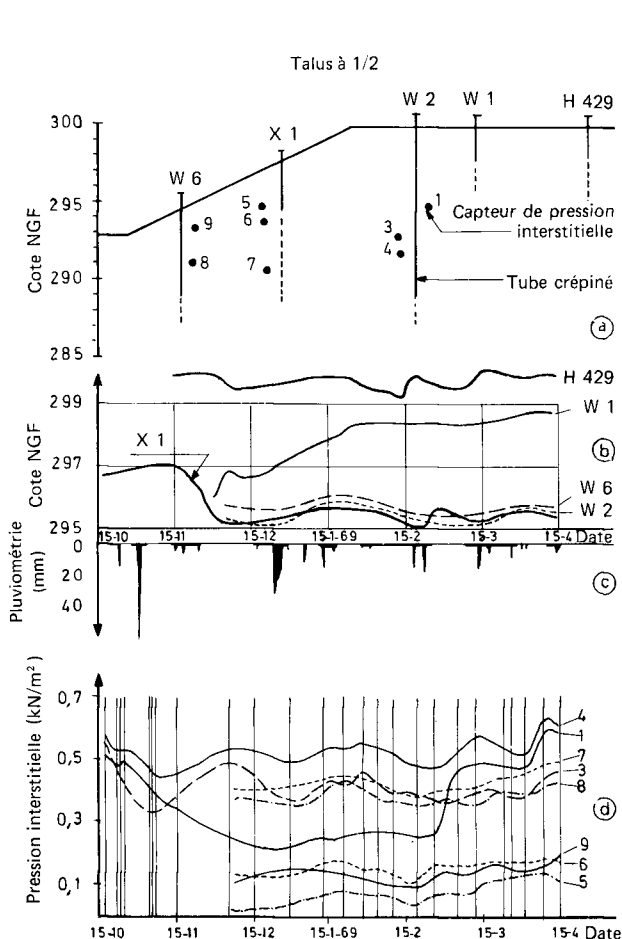 Talus à 1/2
W 2 W 1 H 429
300
X 1
W 6
295
5
6
1
Capteur de pression
interstitielle
9
3
8
7
4
290
Tube crépiné
285
Cote NGF
a
H 429
299
W 1
X 1
b
297
Cote NGF
W 6
W 2
295
15-10 15-11 15-12 15-1-69 15-2 15-3 15-4 Date
0
20
40
Pluviométrie
(mm)
c
Pression interstitielle (kN/m²)
0,7
4
1
0,5
7
3
8
d
0,3
9
6
0,1
5
15-10 15-11 15-12 15-1-69 15-2 15-3 15-4 Date